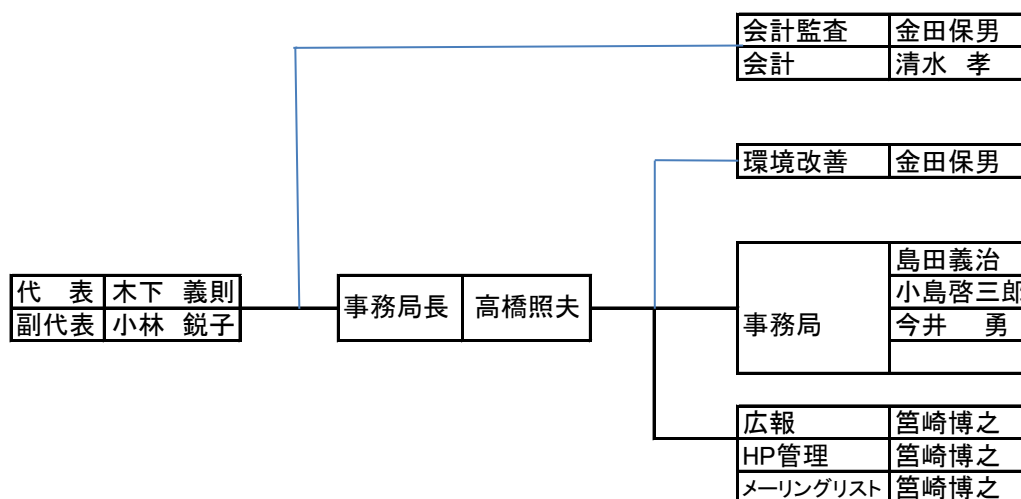 会計監査 金田保男
会計 清水 孝
環境改善 金田保男
代 表 木下 義則
副代表 小林 鋭子
事務局長 高橋照夫
事務局
島田義治
小島啓三郎
今井 勇
広報 筥崎博之
HP管理 筥崎博之
メーリングリスト 筥崎博之